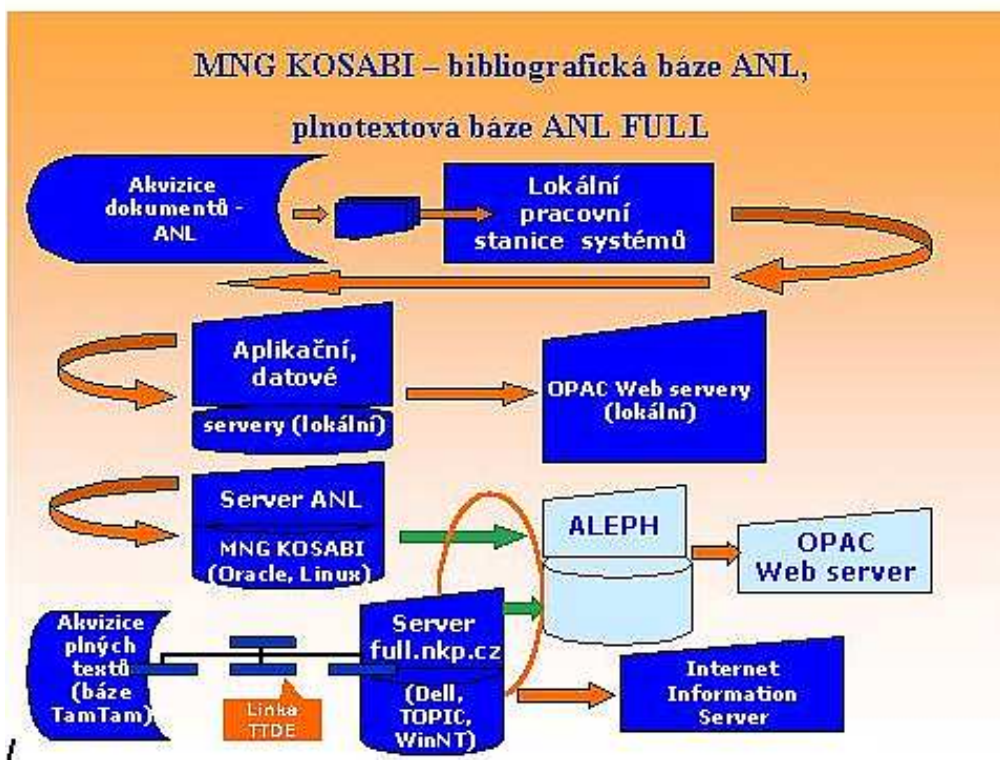 MNG KOSABI – bibliografická báze ANL,
plnotextová báze ANL FULL
Akvizice
dokumentů -
ANL
Lokální
pracovní
stanice systémů
Aplikační,
datové
servery (lokální)
OPAC Web servery
(lokální)
Server ANL
MNG KOSABI
(Oracle, Linux)
ALEPH
OPAC
Web server
Akvizice
plných
textů
(báze
TamTam)
Linka
TTDE
Server
full.nkp.cz
(Dell,
TOPIC,
WinNT)
Internet
Information
Server